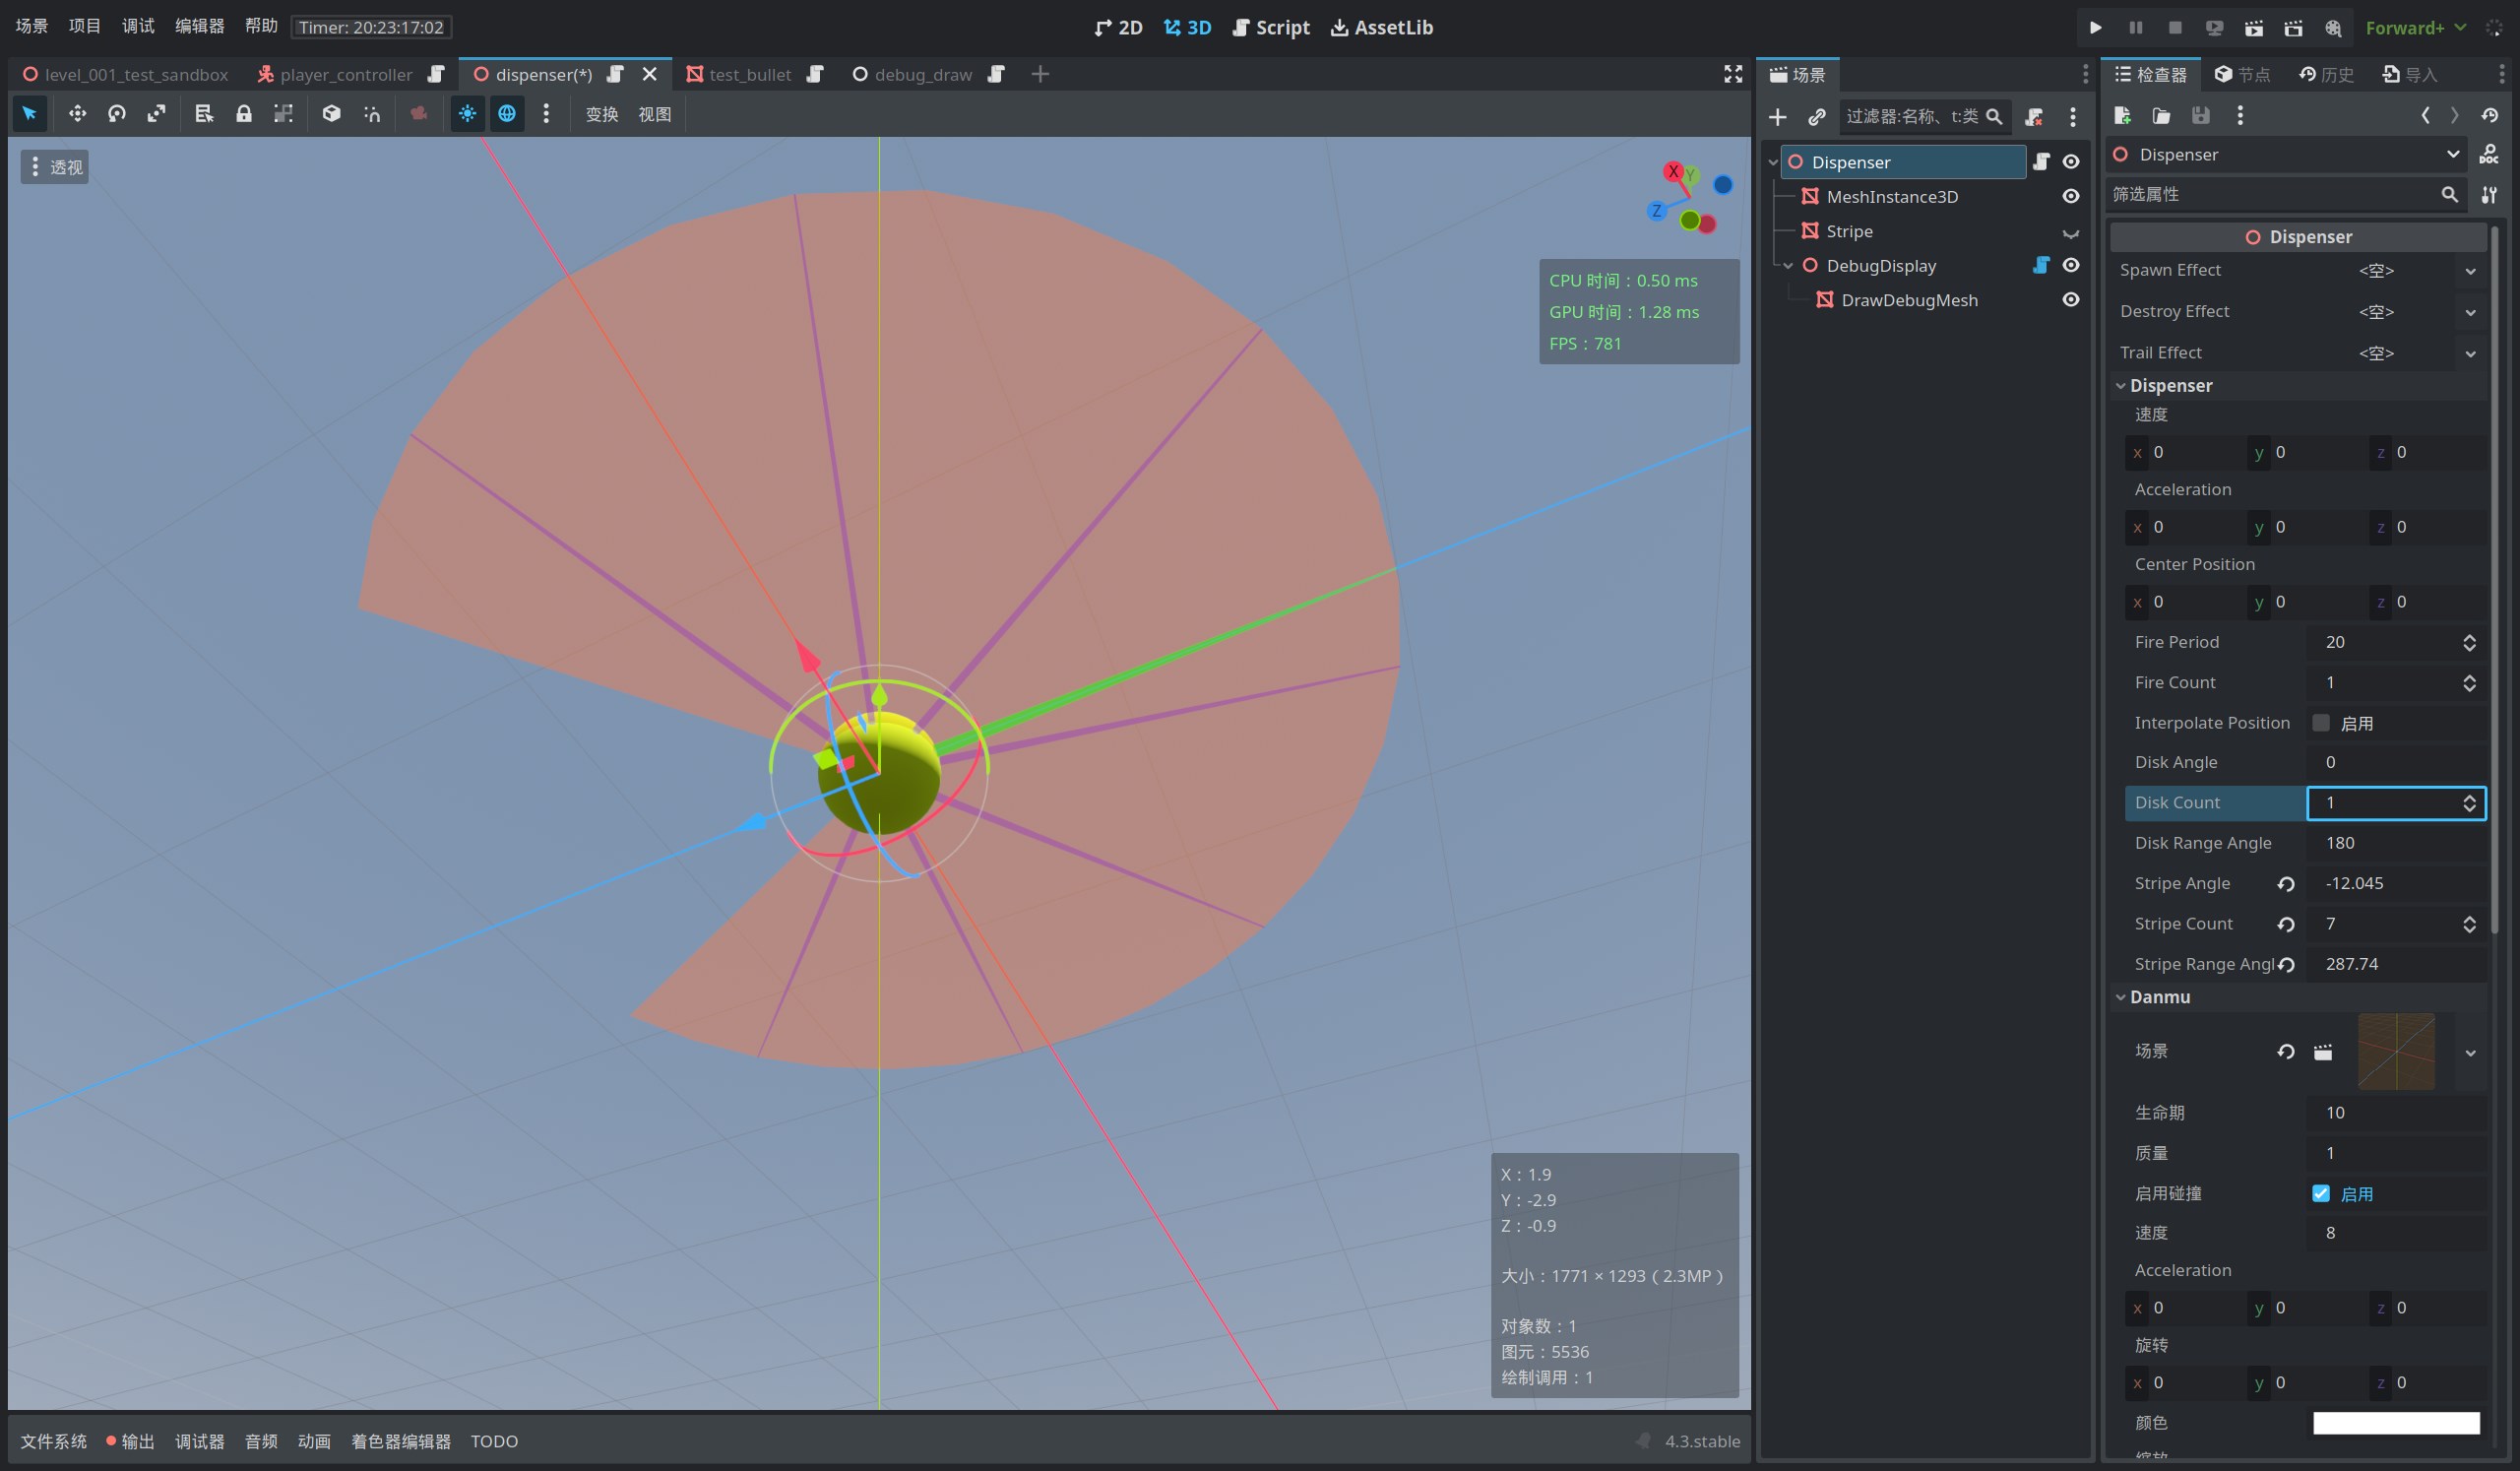 场景 项目 调试 编辑器 帮助 Timer: 20:23:17:02 2D 3D Script AssetLib Forward+
level_001_test_sandbox player_controller dispenser(*) test_bullet debug_draw
变换 视图
透视
X Y
Z
CPU 时间：0.50 ms
GPU 时间：1.28 ms
FPS：781
X：1.9
Y：-2.9
Z：-0.9
大小：1771 × 1293（2.3MP）
对象数：1
图元：5536
绘制调用：1
文件系统 输出 调试器 音频 动画 着色器编辑器 TODO 4.3.stable
场景
过滤器:名称、t:类
Dispenser
MeshInstance3D
Stripe
DebugDisplay
DrawDebugMesh
检查器 节点 历史 导入
Dispenser DOC
筛选属性
Dispenser
Spawn Effect <空>
Destroy Effect <空>
Trail Effect <空>
Dispenser
速度
x 0 y 0 z 0
Acceleration
x 0 y 0 z 0
Center Position
x 0 y 0 z 0
Fire Period 20
Fire Count 1
Interpolate Position 启用
Disk Angle 0
Disk Count 1
Disk Range Angle 180
Stripe Angle -12.045
Stripe Count 7
Stripe Range Angl 287.74
Danmu
场景
生命期 10
质量 1
启用碰撞 启用
速度 8
Acceleration
x 0 y 0 z 0
旋转
x 0 y 0 z 0
颜色